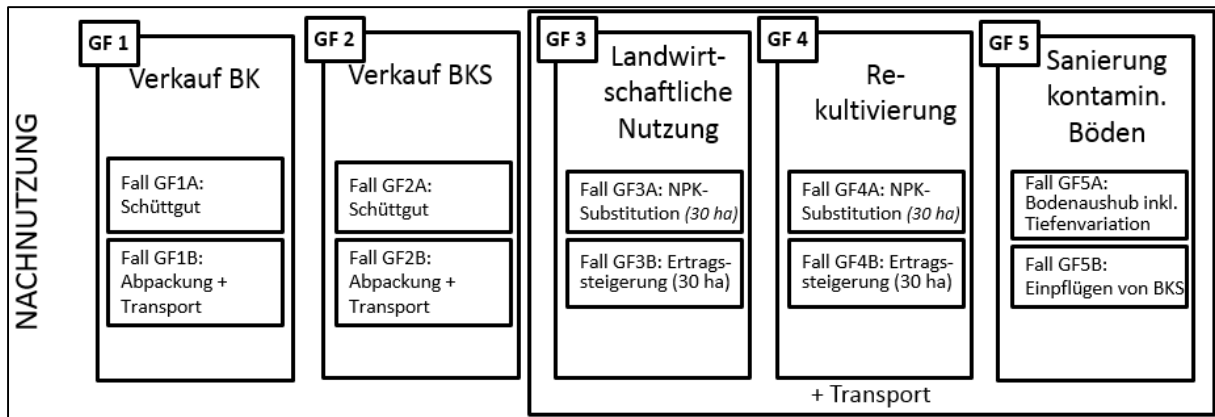 NACHNUTZUNG
GF 1
Verkauf BK
Fall GF1A:
Schüttgut
Fall GF1B:
Abpackung +
Transport
GF 2
Verkauf BKS
Fall GF2A:
Schüttgut
Fall GF2B:
Abpackung +
Transport
GF 3
Landwirt-
schaftliche
Nutzung
Fall GF3A: NPK-
Substitution (30 ha)
Fall GF3B: Ertrags-
steigerung (30 ha)
GF 4
Re-
kultivierung
Fall GF4A: NPK-
Substitution (30 ha)
Fall GF4B: Ertrags-
steigerung (30 ha)
GF 5
Sanierung
kontamin.
Böden
Fall GF5A:
Bodenaushub inkl.
Tiefenvariation
Fall GF5B:
Einpflügen von BKS
+ Transport